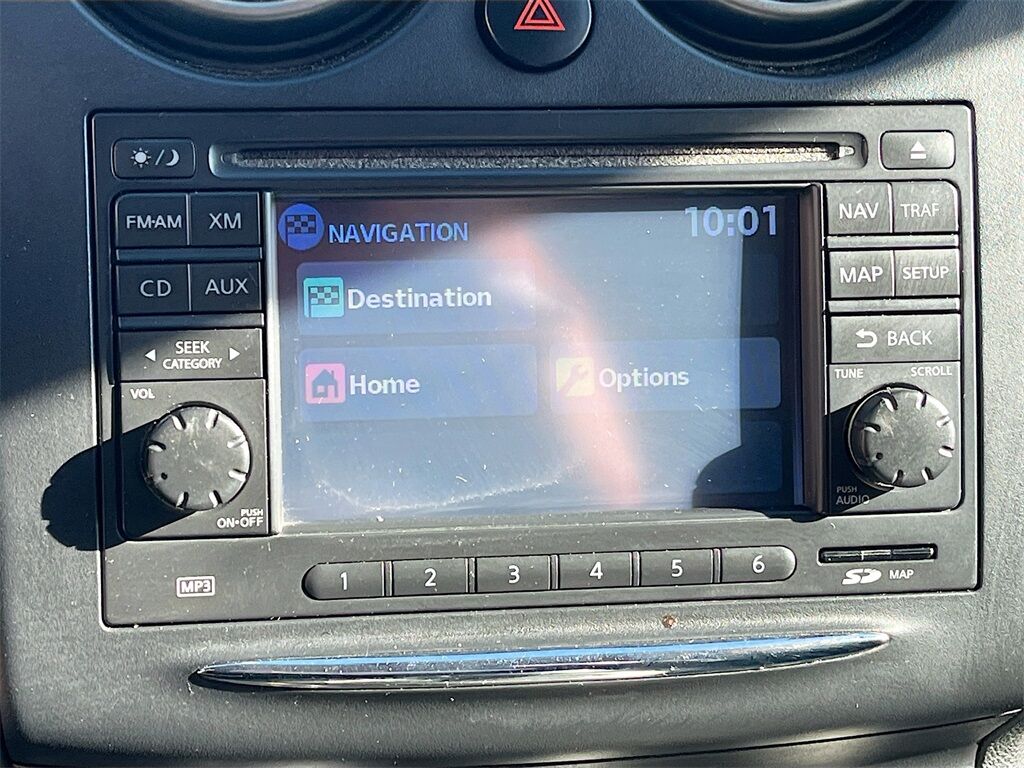 FM·AM
XM
CD
AUX
SEEK
CATEGORY
VOL
PUSH
ON•OFF
NAVIGATION
10:01
Destination
Home
Options
NAV
TRAF
MAP
SETUP
BACK
TUNE
SCROLL
PUSH
AUDIO
MP3
1
2
3
4
5
6
SD
MAP